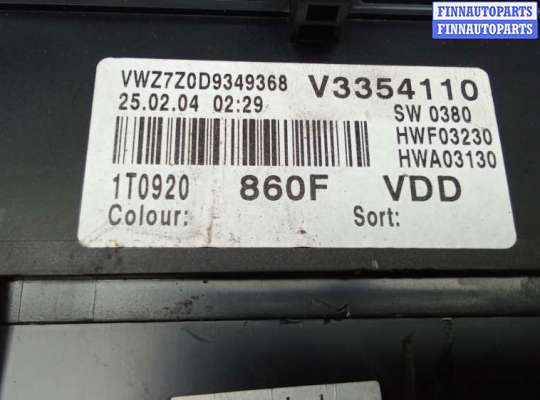 FINNAUTOPARTS
FINNAUTOPARTS
VWZ7Z0D9349368 V3354110
25.02.04 02:29 SW 0380
HWF03230
HWA03130
1T0920 860F VDD
Colour: Sort: